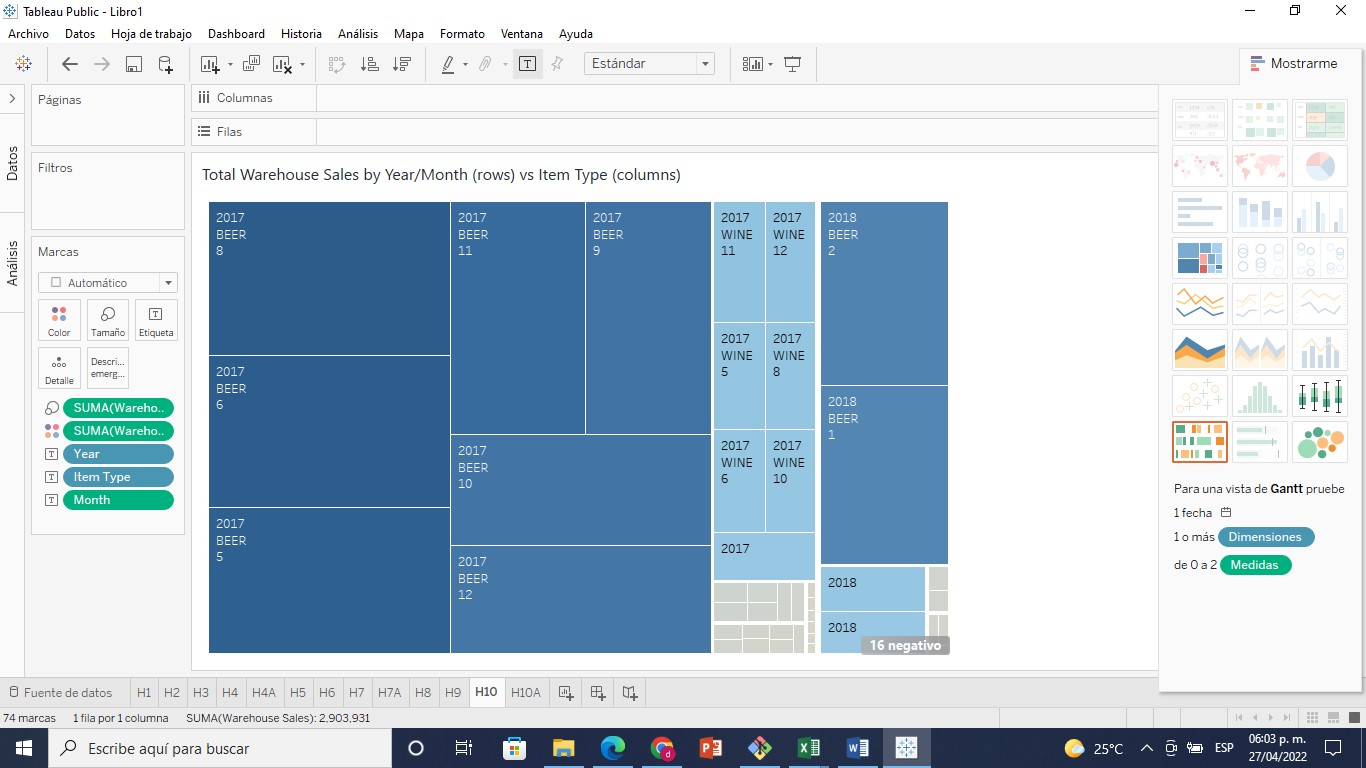 Tableau Public - Libro1
Archivo Datos Hoja de trabajo Dashboard Historia Análisis Mapa Formato Ventana Ayuda
Estándar
Mostrarme
Datos
Análisis
Páginas
Filtros
Marcas
Automático
Color
Tamaño
Etiqueta
Detalle
Descri...
emerg...
SUMA(Wareho..
SUMA(Wareho..
Year
Item Type
Month
Columnas
Filas
Total Warehouse Sales by Year/Month (rows) vs Item Type (columns)
2017
BEER
8
2017
BEER
6
2017
BEER
5
2017
BEER
11
2017
BEER
9
2017
BEER
10
2017
BEER
12
2017
WINE
11
2017
WINE
12
2017
WINE
5
2017
WINE
8
2017
WINE
6
2017
WINE
10
2017
2018
BEER
2
2018
BEER
1
2018
2018
16 negativo
Para una vista de Gantt pruebe
1 fecha
1 o más Dimensiones
de 0 a 2 Medidas
Fuente de datos H1 H2 H3 H4 H4A H5 H6 H7 H7A H8 H9 H10 H10A
74 marcas 1 fila por 1 columna SUMA(Warehouse Sales): 2,903,931
Escribe aquí para buscar
25°C
ESP
06:03 p. m.
27/04/2022